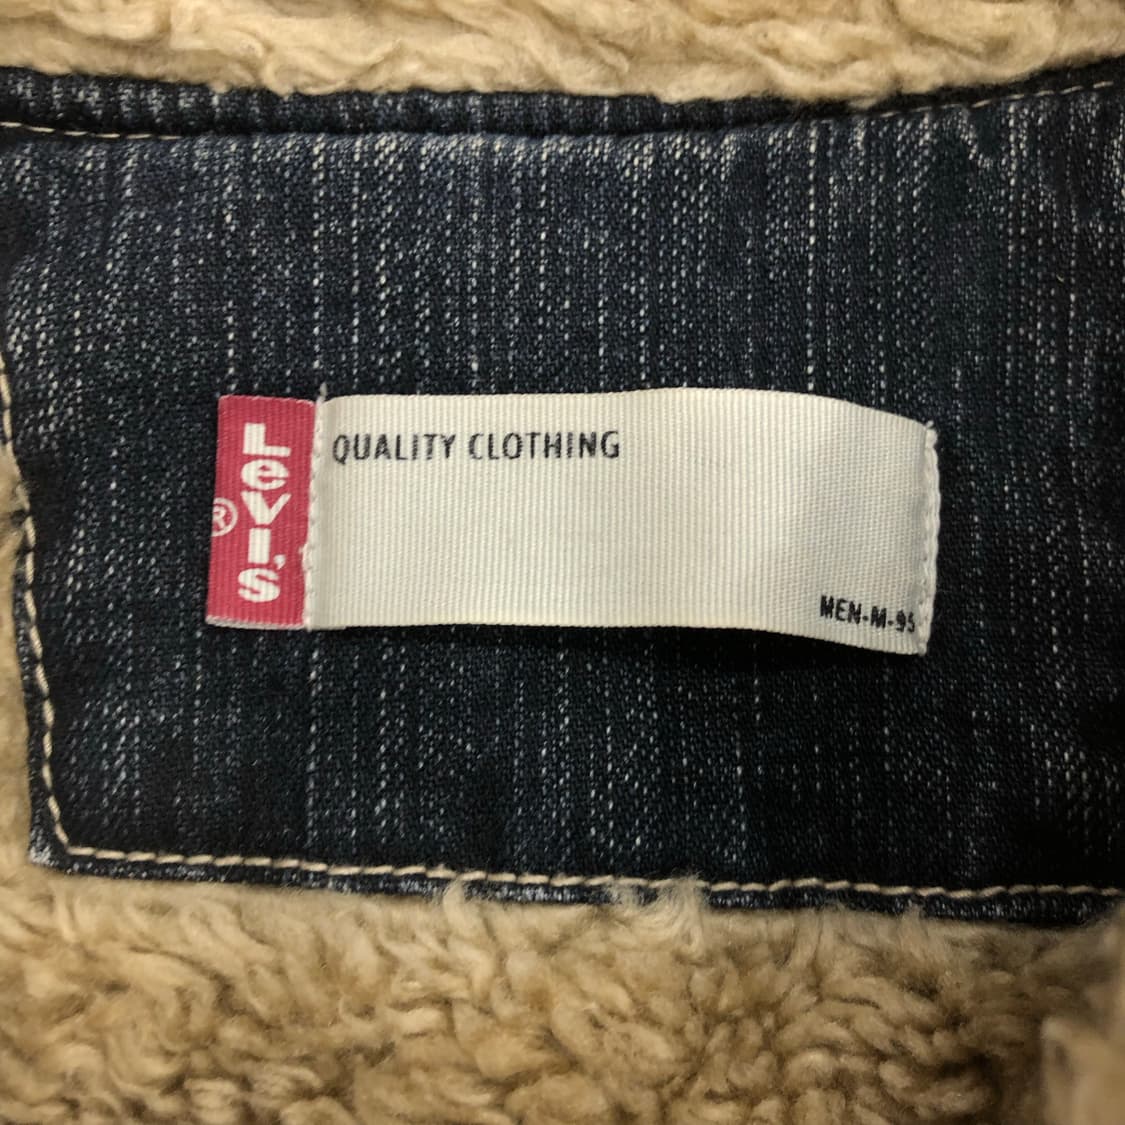 Levi's
®
QUALITY CLOTHING
MEN-M-95